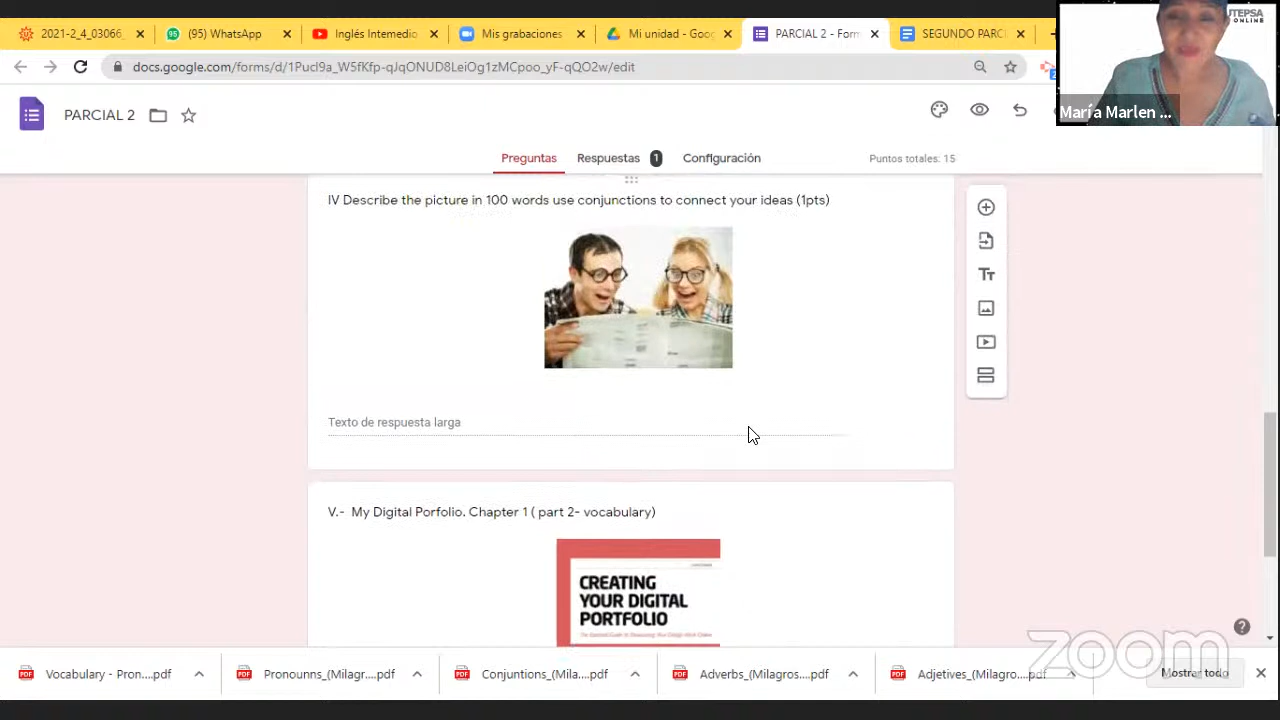 2021-2_4_03066_
(95) WhatsApp
Inglés Intermedio
Mis grabaciones
Mi unidad - Goog
PARCIAL 2 - Form
SEGUNDO PARC
UTEPSA
ONLINE
docs.google.com/forms/d/1Pucl9a_W5TKfp-qJqONUD8LeiOg1zMCpoo_yF-qQO2w/edit
María Marlen ...
PARCIAL 2
Preguntas
Respuestas 1
Configuración
Puntos totales: 15
IV Describe the picture in 100 words use conjunctions to connect your ideas (1pts)
Texto de respuesta larga
V.- My Digital Porfolio. Chapter 1 ( part 2- vocabulary)
CREATING
YOUR DIGITAL
PORTFOLIO
zoom
Vocabulary - Pron....pdf
Pronounns_(Milagr....pdf
Conjuntions_(Mila....pdf
Adverbs_(Milagros....pdf
Adjetives_(Milagro....pdf
Mostrar todo